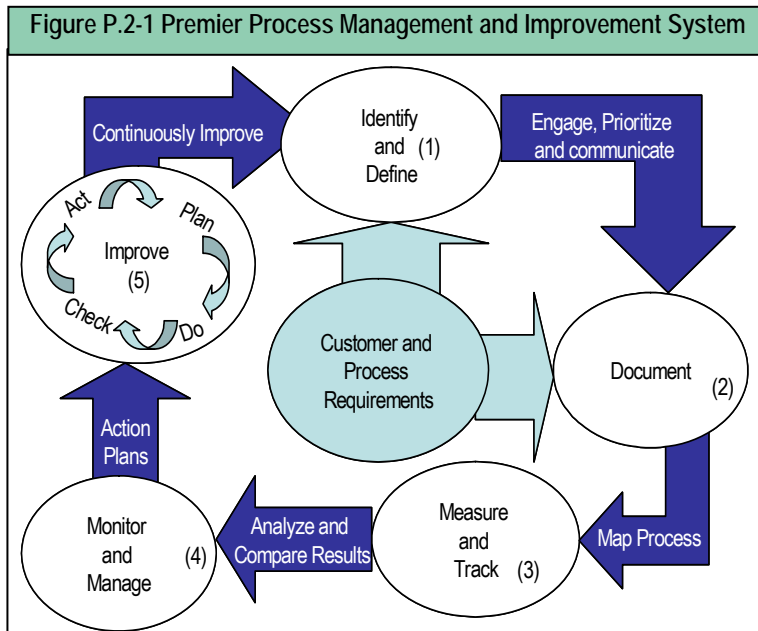 Figure P.2-1 Premier Process Management and Improvement System
Continuously Improve
Identify
and
Define
(1)
Engage, Prioritize
and communicate
Act
Plan
Improve
(5)
Check
Do
Customer and
Process
Requirements
Document
(2)
Action
Plans
Monitor
and
Manage
(4)
Analyze and
Compare Results
Measure
and
Track
(3)
Map Process